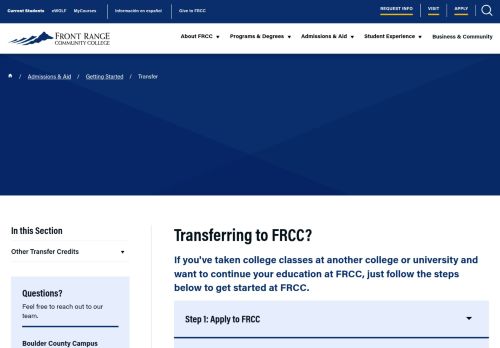 Current Students eWOLF MyCourses Información en español Give to FRCC REQUEST INFO VISIT APPLY
FRONT RANGE
COMMUNITY COLLEGE
About FRCC Programs & Degrees Admissions & Aid Student Experience Business & Community
/ Admissions & Aid / Getting Started / Transfer
In this Section
Other Transfer Credits
Questions?
Feel free to reach out to our
team.
Boulder County Campus
Transferring to FRCC?
If you've taken college classes at another college or university and
want to continue your education at FRCC, just follow the steps
below to get started at FRCC.
Step 1: Apply to FRCC